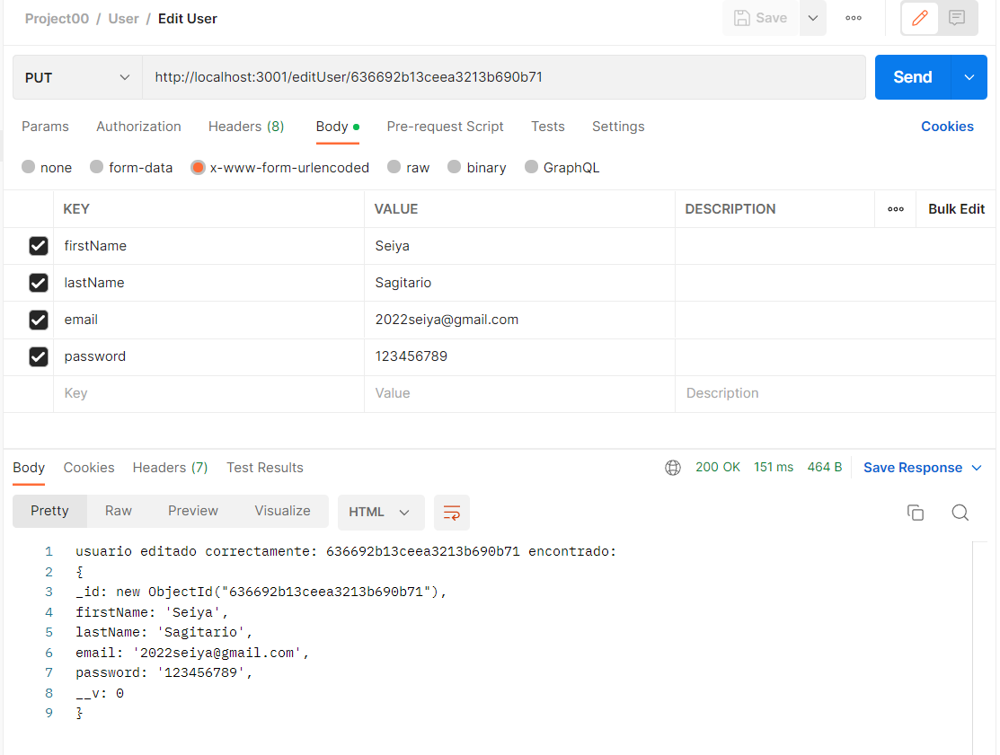 Project00 / User / Edit User Save
PUT http://localhost:3001/editUser/636692b13ceea3213b690b71 Send
Params Authorization Headers (8) Body Pre-request Script Tests Settings Cookies
none form-data x-www-form-urlencoded raw binary GraphQL
KEY VALUE DESCRIPTION Bulk Edit
firstName Seiya
lastName Sagitario
email 2022seiya@gmail.com
password 123456789
Key Value Description
Body Cookies Headers (7) Test Results 200 OK 151 ms 464 B Save Response
Pretty Raw Preview Visualize HTML
1 usuario editado correctamente: 636692b13ceea3213b690b71 encontrado:
2 {
3 _id: new ObjectId("636692b13ceea3213b690b71"),
4 firstName: 'Seiya',
5 lastName: 'Sagitario',
6 email: '2022seiya@gmail.com',
7 password: '123456789',
8 __v: 0
9 }